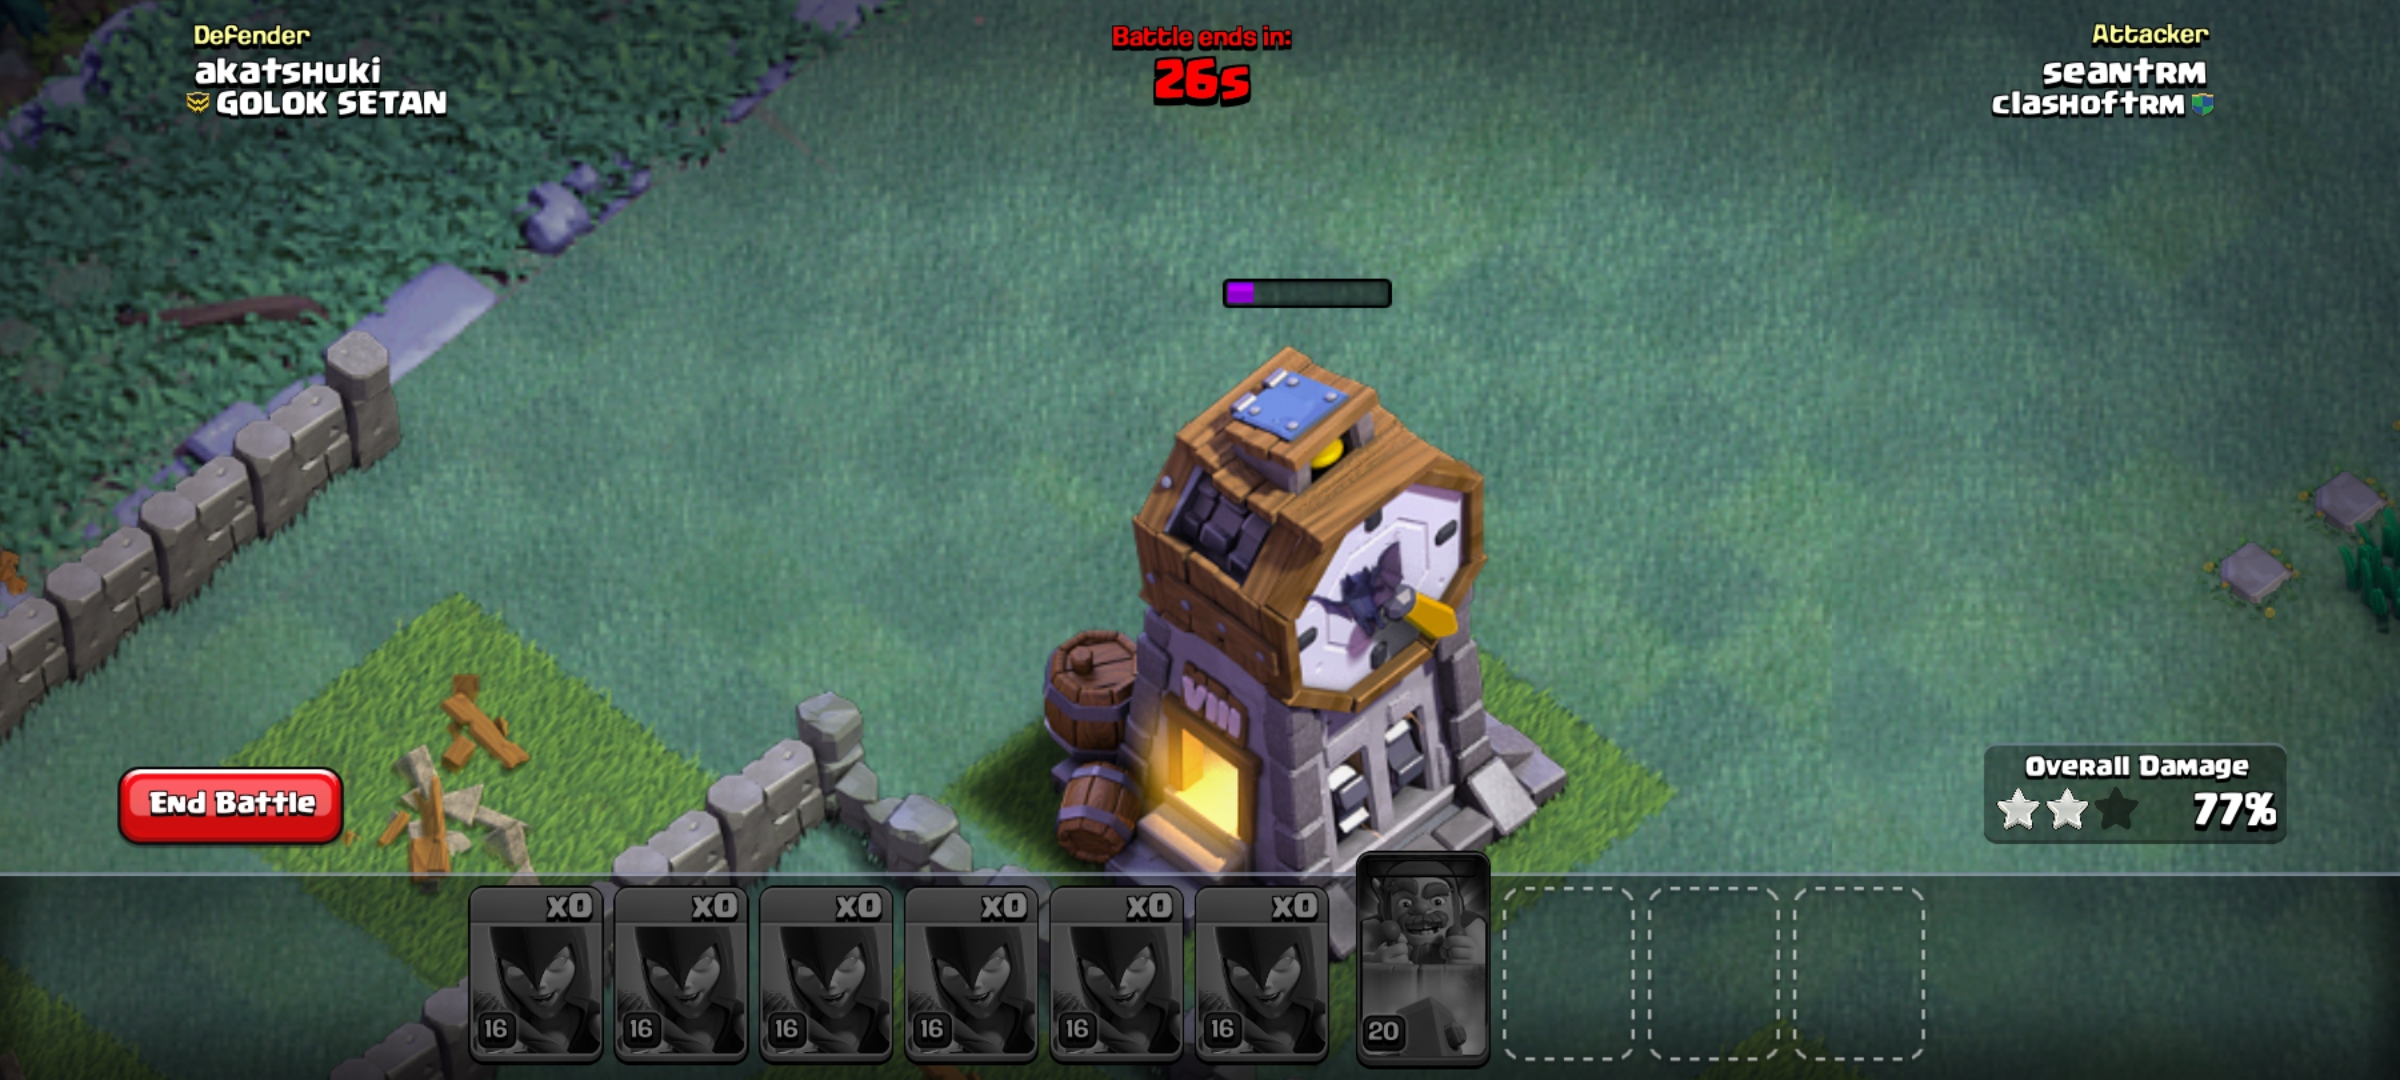 Defender
akatsHuki
GOLOK SETAN
Battle ends in:
26s
Attacker
seantRM
clasHoftRM
VIII
End Battle
Overall Damage
77%
x0
x0
x0
x0
x0
x0
16
16
16
16
16
16
20